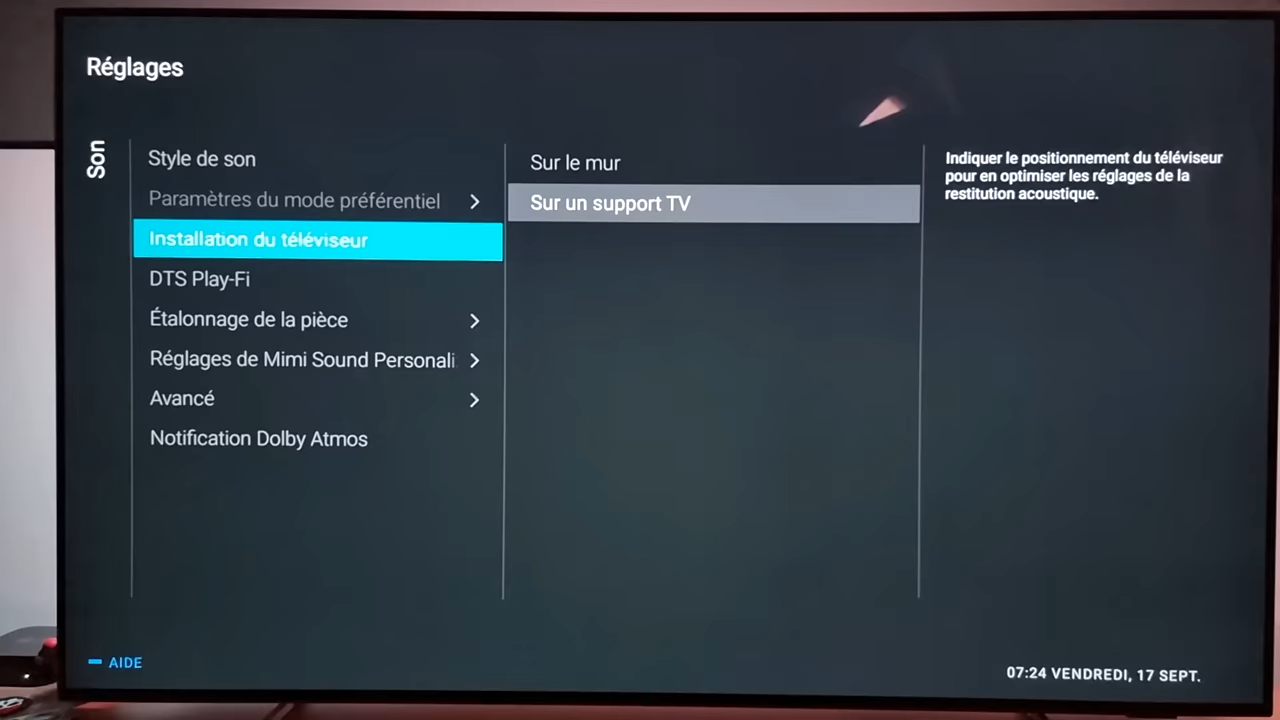 Réglages
Son
Style de son
Paramètres du mode préférentiel
Installation du téléviseur
DTS Play-Fi
Étalonnage de la pièce
Réglages de Mimi Sound Personali
Avancé
Notification Dolby Atmos
Sur le mur
Sur un support TV
Indiquer le positionnement du téléviseur
pour en optimiser les réglages de la
restitution acoustique.
AIDE
07:24 VENDREDI, 17 SEPT.